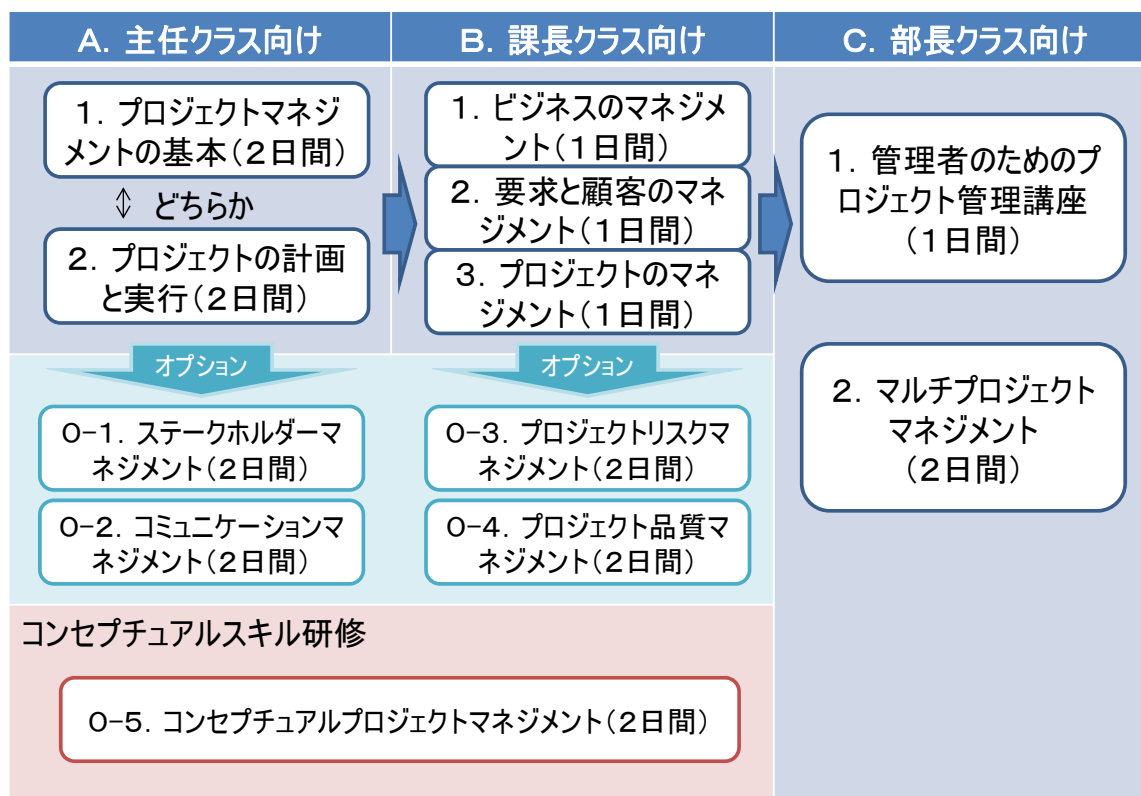 A．主任クラス向け
B．課長クラス向け
C．部長クラス向け
１．プロジェクトマネジ
メントの基本（２日間）
⇕ どちらか
２．プロジェクトの計画
と実行（２日間）
１．ビジネスのマネジメ
ント（１日間）
２．要求と顧客のマネ
ジメント（１日間）
３．プロジェクトのマネ
ジメント（１日間）
１．管理者のためのプ
ロジェクト管理講座
（１日間）
２．マルチプロジェクト
マネジメント
（２日間）
オプション
O-１．ステークホルダーマ
ネジメント（２日間）
O-２．コミュニケーションマ
ネジメント（２日間）
オプション
O-３．プロジェクトリスクマ
ネジメント（２日間）
O-４．プロジェクト品質マ
ネジメント（２日間）
コンセプチュアルスキル研修
O-５．コンセプチュアルプロジェクトマネジメント（２日間）